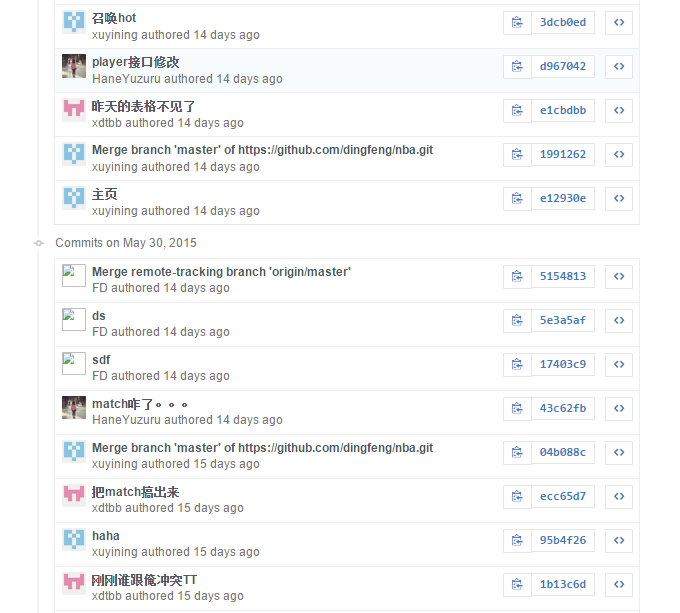 召唤hot
xuyining authored 14 days ago
3dcb0ed
player接口修改
HaneYuzuru authored 14 days ago
d967042
昨天的表格不见了
xdtbb authored 14 days ago
e1cbdbb
Merge branch 'master' of https://github.com/dingfeng/nba.git
xuyining authored 14 days ago
1991262
主页
xuyining authored 14 days ago
e12930e
Commits on May 30, 2015
Merge remote-tracking branch 'origin/master'
FD authored 14 days ago
5154813
ds
FD authored 14 days ago
5e3a5af
sdf
FD authored 14 days ago
17403c9
match咋了。。。
HaneYuzuru authored 14 days ago
43c62fb
Merge branch 'master' of https://github.com/dingfeng/nba.git
xuyining authored 15 days ago
04b088c
把match搞出来
xdtbb authored 15 days ago
ecc65d7
haha
xuyining authored 15 days ago
95b4f26
刚刚谁跟俺冲突TT
xdtbb authored 15 days ago
1b13c6d